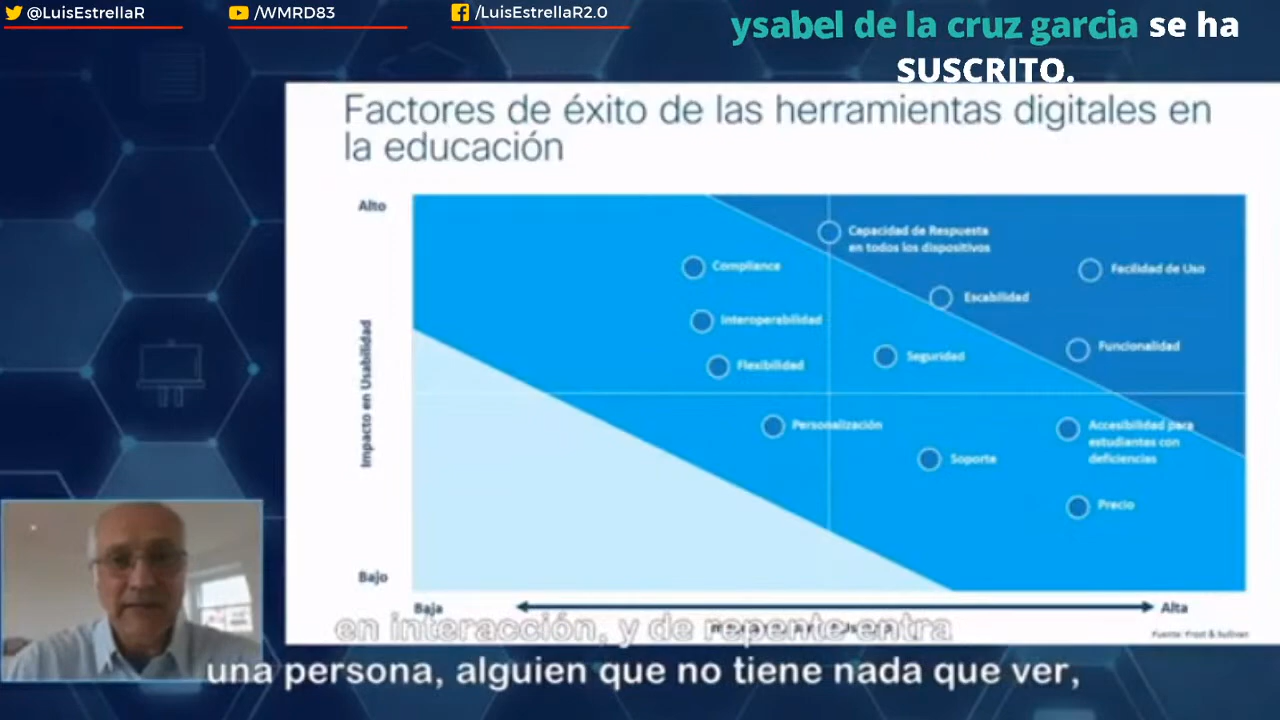 @LuisEstrellaR
/WMRD83
/LuisEstrellaR2.0
ysabel de la cruz garcia se ha
SUSCRITO.
Factores de éxito de las herramientas digitales en
la educación
Alto
Capacidad de Respuesta
en todos los dispositivos
Compliance
Facilidad de Uso
Escabilidad
Interoperabilidad
Funcionalidad
Seguridad
Flexibilidad
Impacto en Usabilidad
Personalización
Accesibilidad para
estudiantes con
deficiencias
Soporte
Precio
Bajo
Baja
Alta
Fuente: Frost & Sullivan
en interacción, y de repente entra
una persona, alguien que no tiene nada que ver,